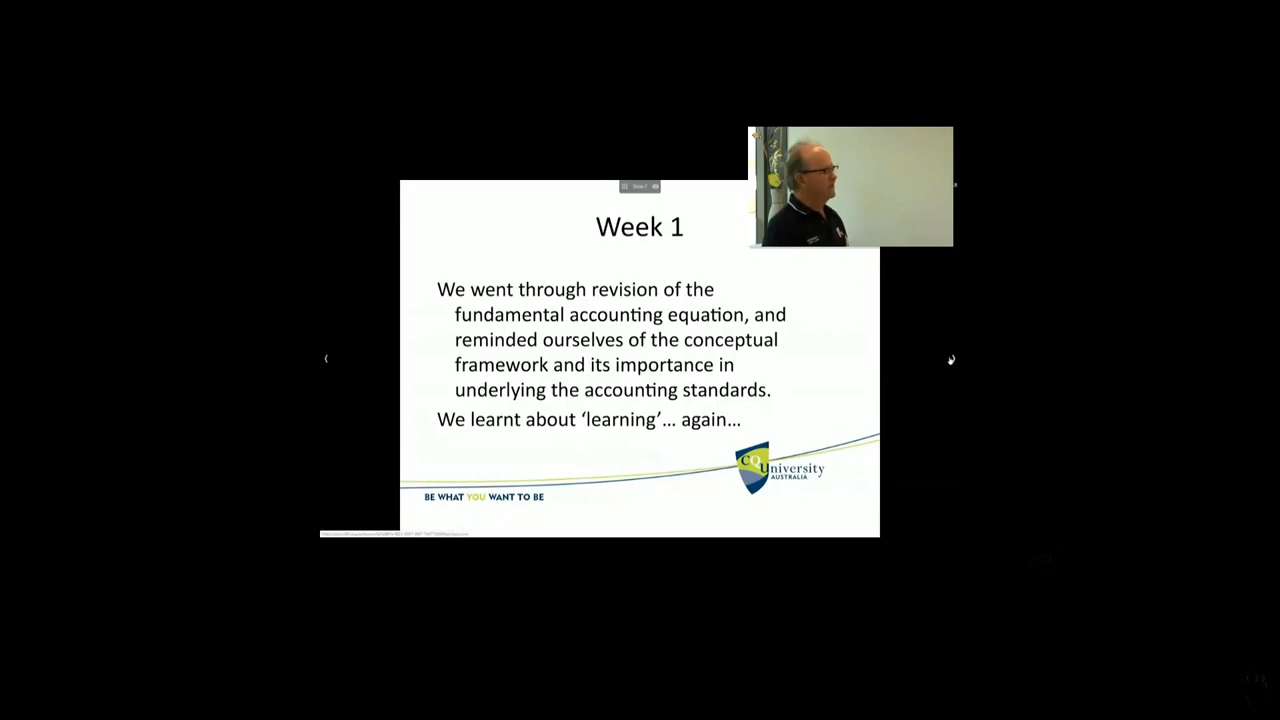 Week 1
We went through revision of the
fundamental accounting equation, and
reminded ourselves of the conceptual
framework and its importance in
underlying the accounting standards.
We learnt about ‘learning’... again...
CQUniversity
AUSTRALIA
BE WHAT YOU WANT TO BE